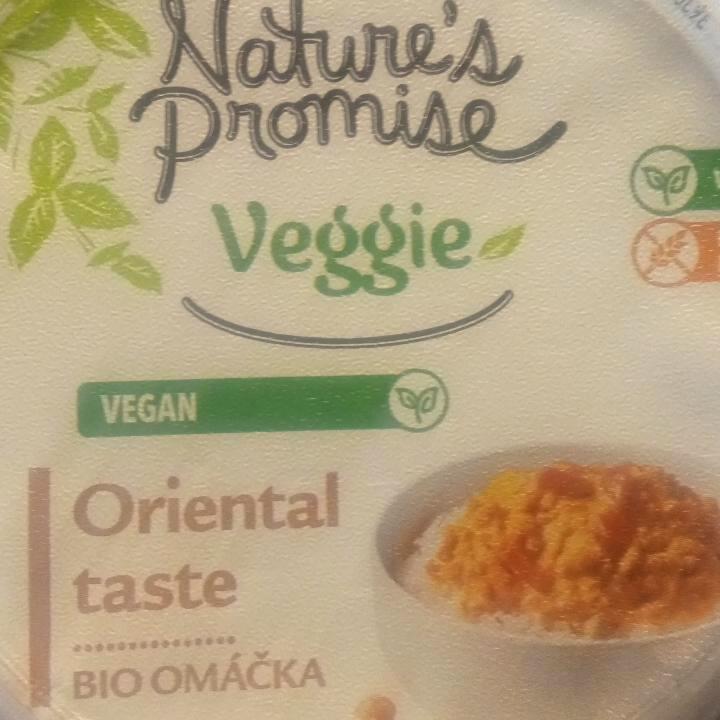 Nature's
Promise
Veggie
VEGAN
Oriental
taste
BIO OMÁČKA